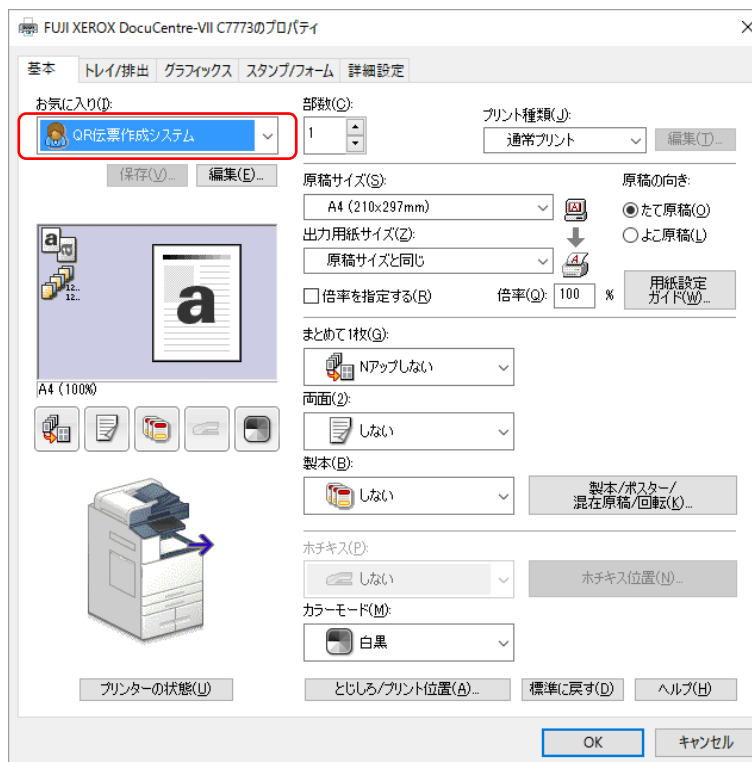 FUJI XEROX DocuCentre-VII C7773のプロパティ
基本 トレイ/排出 グラフィックス スタンプ/フォーム 詳細設定
お気に入り(I):
QR伝票作成システム
保存(V)... 編集(E)...
部数(C):
1
プリント種類(J):
通常プリント 編集(T)...
原稿サイズ(S):
A4 (210x297mm)
原稿の向き:
たて原稿(O)
よこ原稿(L)
出力用紙サイズ(Z):
原稿サイズと同じ
倍率を指定する(R) 倍率(Q): 100 %
用紙設定
ガイド(W)...
a
a
12..
12..
a
A4 (100%)
まとめて1枚(G):
Nアップしない
両面(2):
しない
製本(B):
しない
製本/ポスター/
混在原稿/回転(K)...
ホチキス(P):
しない ホチキス位置(N)...
カラーモード(M):
白黒
プリンターの状態(U) とじしろ/プリント位置(A)... 標準に戻す(D) ヘルプ(H)
OK キャンセル